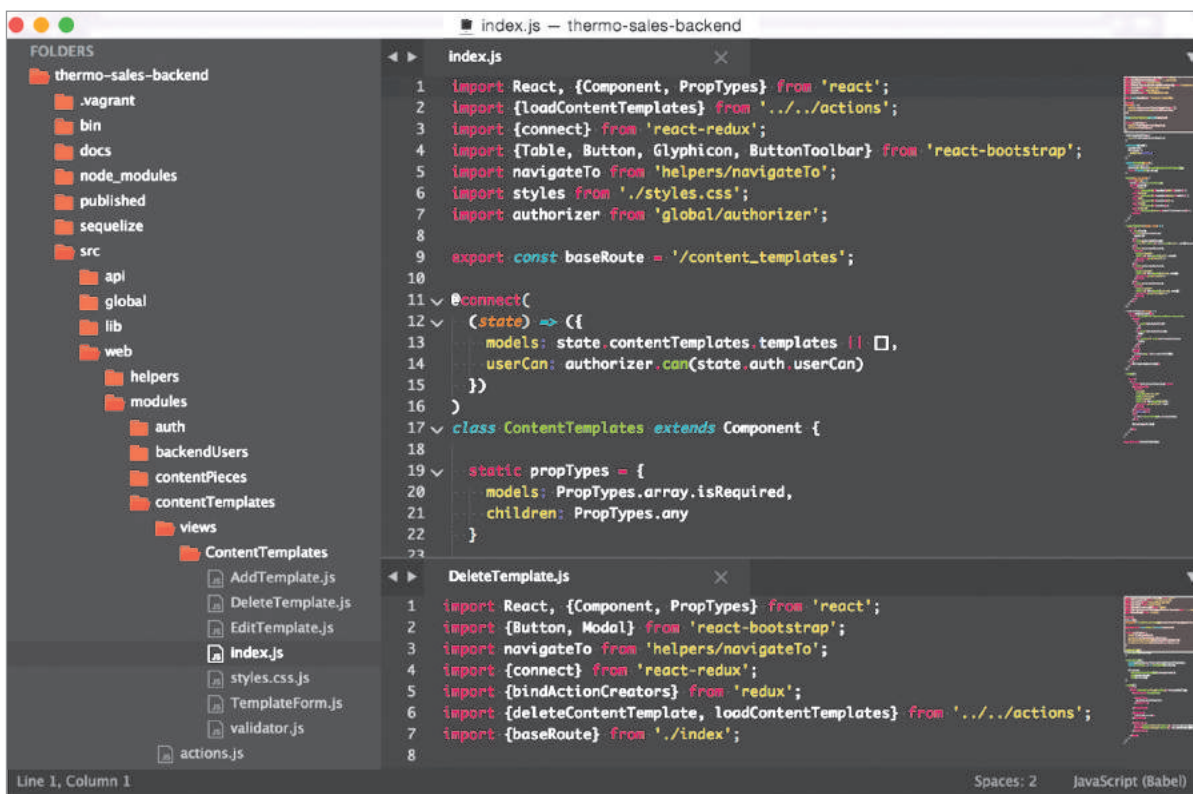 index.js — thermo-sales-backend
FOLDERS
thermo-sales-backend
.vagrant
bin
docs
node_modules
published
sequelize
src
api
global
lib
web
helpers
modules
auth
backendUsers
contentPieces
contentTemplates
views
ContentTemplates
AddTemplate.js
DeleteTemplate.js
EditTemplate.js
index.js
styles.css.js
TemplateForm.js
validator.js
actions.js
index.js
1 import React, {Component, PropTypes} from 'react';
2 import {loadContentTemplates} from '../../actions';
3 import {connect} from 'react-redux';
4 import {Table, Button, Glyphicon, ButtonToolbar} from 'react-bootstrap';
5 import navigateTo from 'helpers/navigateTo';
6 import styles from './styles.css';
7 import authorizer from 'global/authorizer';
8
9 export const baseRoute = '/content_templates';
10
11 @connect(
12 (state) => ({
13 models: state.contentTemplates.templates || [],
14 userCan: authorizer.can(state.auth.userCan)
15 })
16 )
17 class ContentTemplates extends Component {
18
19 static propTypes = {
20 models: PropTypes.array.isRequired,
21 children: PropTypes.any
22 }
23
DeleteTemplate.js
1 import React, {Component, PropTypes} from 'react';
2 import {Button, Modal} from 'react-bootstrap';
3 import navigateTo from 'helpers/navigateTo';
4 import {connect} from 'react-redux';
5 import {bindActionCreators} from 'redux';
6 import {deleteContentTemplate, loadContentTemplates} from '../../actions';
7 import {baseRoute} from './index';
8
Line 1, Column 1
Spaces: 2
JavaScript (Babel)